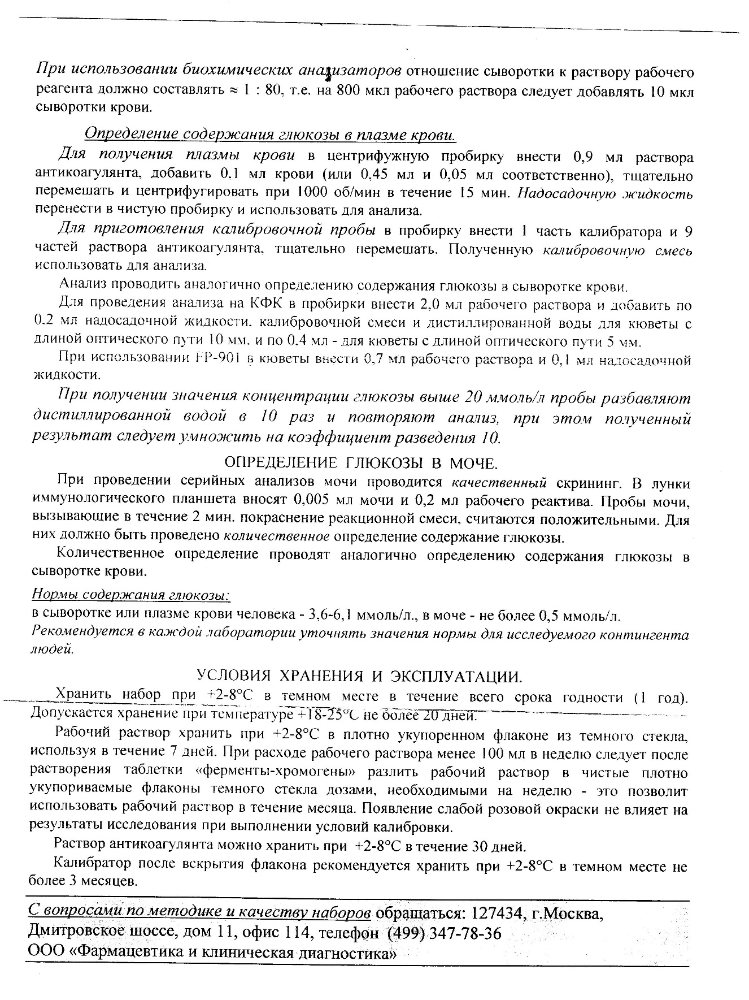 При использовании биохимических анализаторов отношение сыворотки к раствору рабочего
реагента должно составлять ≈ 1 : 80, т.е. на 800 мкл рабочего раствора следует добавлять 10 мкл
сыворотки крови.
Определение содержания глюкозы в плазме крови.
Для получения плазмы крови в центрифужную пробирку внести 0,9 мл раствора
антикоагулянта, добавить 0,1 мл крови (или 0,45 мл и 0,05 мл соответственно), тщательно
перемешать и центрифугировать при 1000 об/мин в течение 15 мин. Надосадочную жидкость
перенести в чистую пробирку и использовать для анализа.
Для приготовления калибровочной пробы в пробирку внести 1 часть калибратора и 9
частей раствора антикоагулянта, тщательно перемешать. Полученную калибровочную смесь
использовать для анализа.
Анализ проводить аналогично определению содержания глюкозы в сыворотке крови.
Для проведения анализа на КФК в пробирки внести 2,0 мл рабочего раствора и добавить по
0.2 мл надосадочной жидкости. калибровочной смеси и дистиллированной воды для кюветы с
длиной оптического пути 10 мм. и по 0.4 мл - для кюветы с длиной оптического пути 5 мм.
При использовании FP-901 в кюветы внести 0,7 мл рабочего раствора и 0,1 мл надосадочной
жидкости.
При получении значения концентрации глюкозы выше 20 ммоль/л пробы разбавляют
дистиллированной водой в 10 раз и повторяют анализ, при этом полученный
результат следует умножить на коэффициент разведения 10.
ОПРЕДЕЛЕНИЕ ГЛЮКОЗЫ В МОЧЕ.
При проведении серийных анализов мочи проводится качественный скрининг. В лунки
иммунологического планшета вносят 0,005 мл мочи и 0,2 мл рабочего реактива. Пробы мочи,
вызывающие в течение 2 мин. покраснение реакционной смеси, считаются положительными. Для
них должно быть проведено количественное определение содержание глюкозы.
Количественное определение проводят аналогично определению содержания глюкозы в
сыворотке крови.
Нормы содержания глюкозы:
в сыворотке или плазме крови человека - 3,6-6,1 ммоль/л., в моче - не более 0,5 ммоль/л.
Рекомендуется в каждой лаборатории уточнять значения нормы для исследуемого контингента
людей.
УСЛОВИЯ ХРАНЕНИЯ И ЭКСПЛУАТАЦИИ.
Хранить набор при +2-8°С в темном месте в течение всего срока годности (1 год).
Допускается хранение при температуре +18-25°С не более 20 дней.
Рабочий раствор хранить при +2-8°С в плотно укупоренном флаконе из темного стекла,
используя в течение 7 дней. При расходе рабочего раствора менее 100 мл в неделю следует после
растворения таблетки «ферменты-хромогены» разлить рабочий раствор в чистые плотно
укупориваемые флаконы темного стекла дозами, необходимыми на неделю - это позволит
использовать рабочий раствор в течение месяца. Появление слабой розовой окраски не влияет на
результаты исследования при выполнении условий калибровки.
Раствор антикоагулянта можно хранить при +2-8°С в течение 30 дней.
Калибратор после вскрытия флакона рекомендуется хранить при +2-8°С в темном месте не
более 3 месяцев.
С вопросами по методике и качеству наборов обращаться: 127434, г.Москва,
Дмитровское шоссе, дом 11, офис 114, телефон (499) 347-78-36
ООО «Фармацевтика и клиническая диагностика»